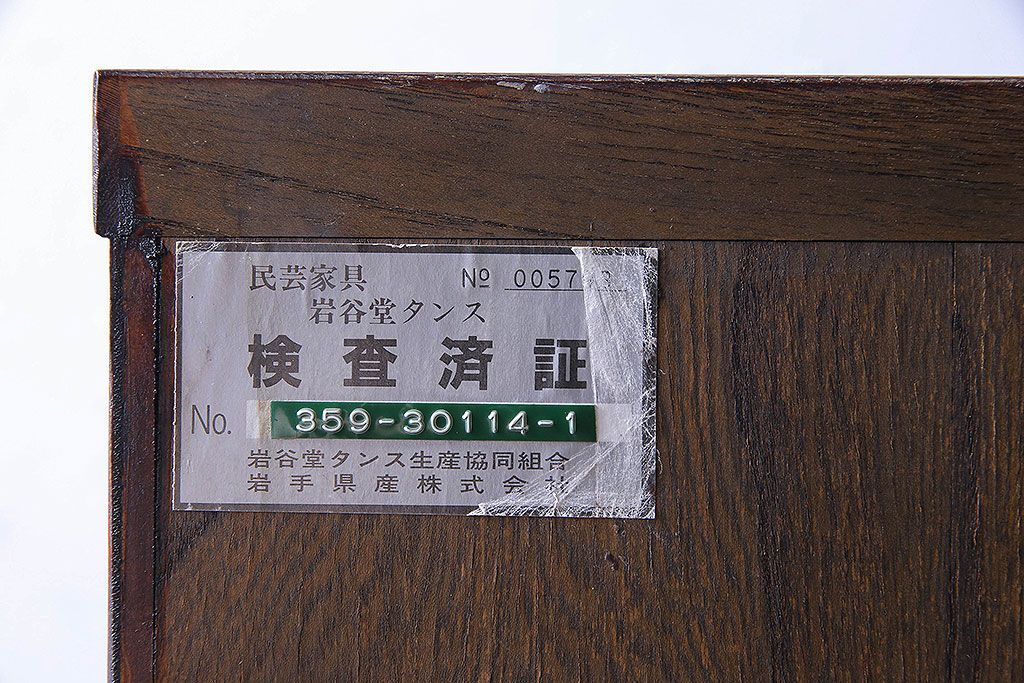 民芸家具 № 0057
岩谷堂タンス
検査済証
No. 359-30114-1
岩谷堂タンス生産協同組合
岩手県産株式会社